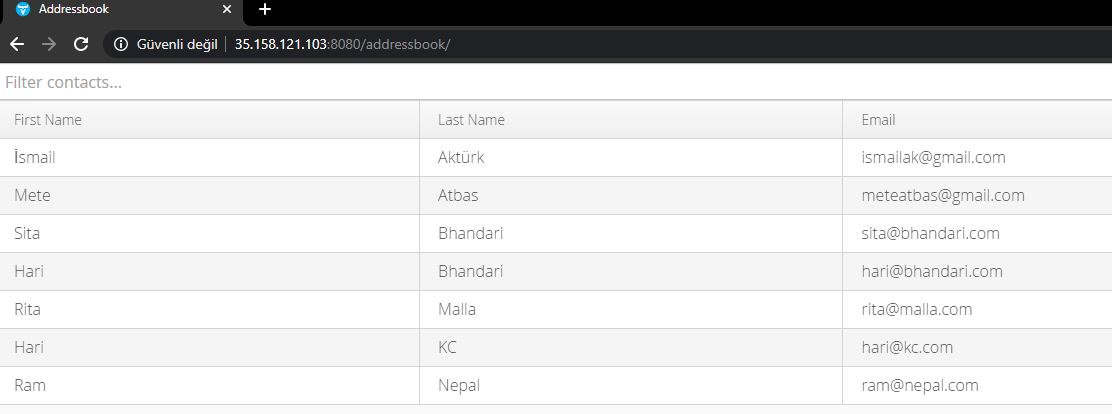 Addressbook
Güvenli değil 35.158.121.103:8080/addressbook/
Filter contacts...
First Name Last Name Email
İsmail Aktürk ismailak@gmail.com
Mete Atbas meteatbas@gmail.com
Sita Bhandari sita@bhandari.com
Hari Bhandari hari@bhandari.com
Rita Malla rita@malla.com
Hari KC hari@kc.com
Ram Nepal ram@nepal.com